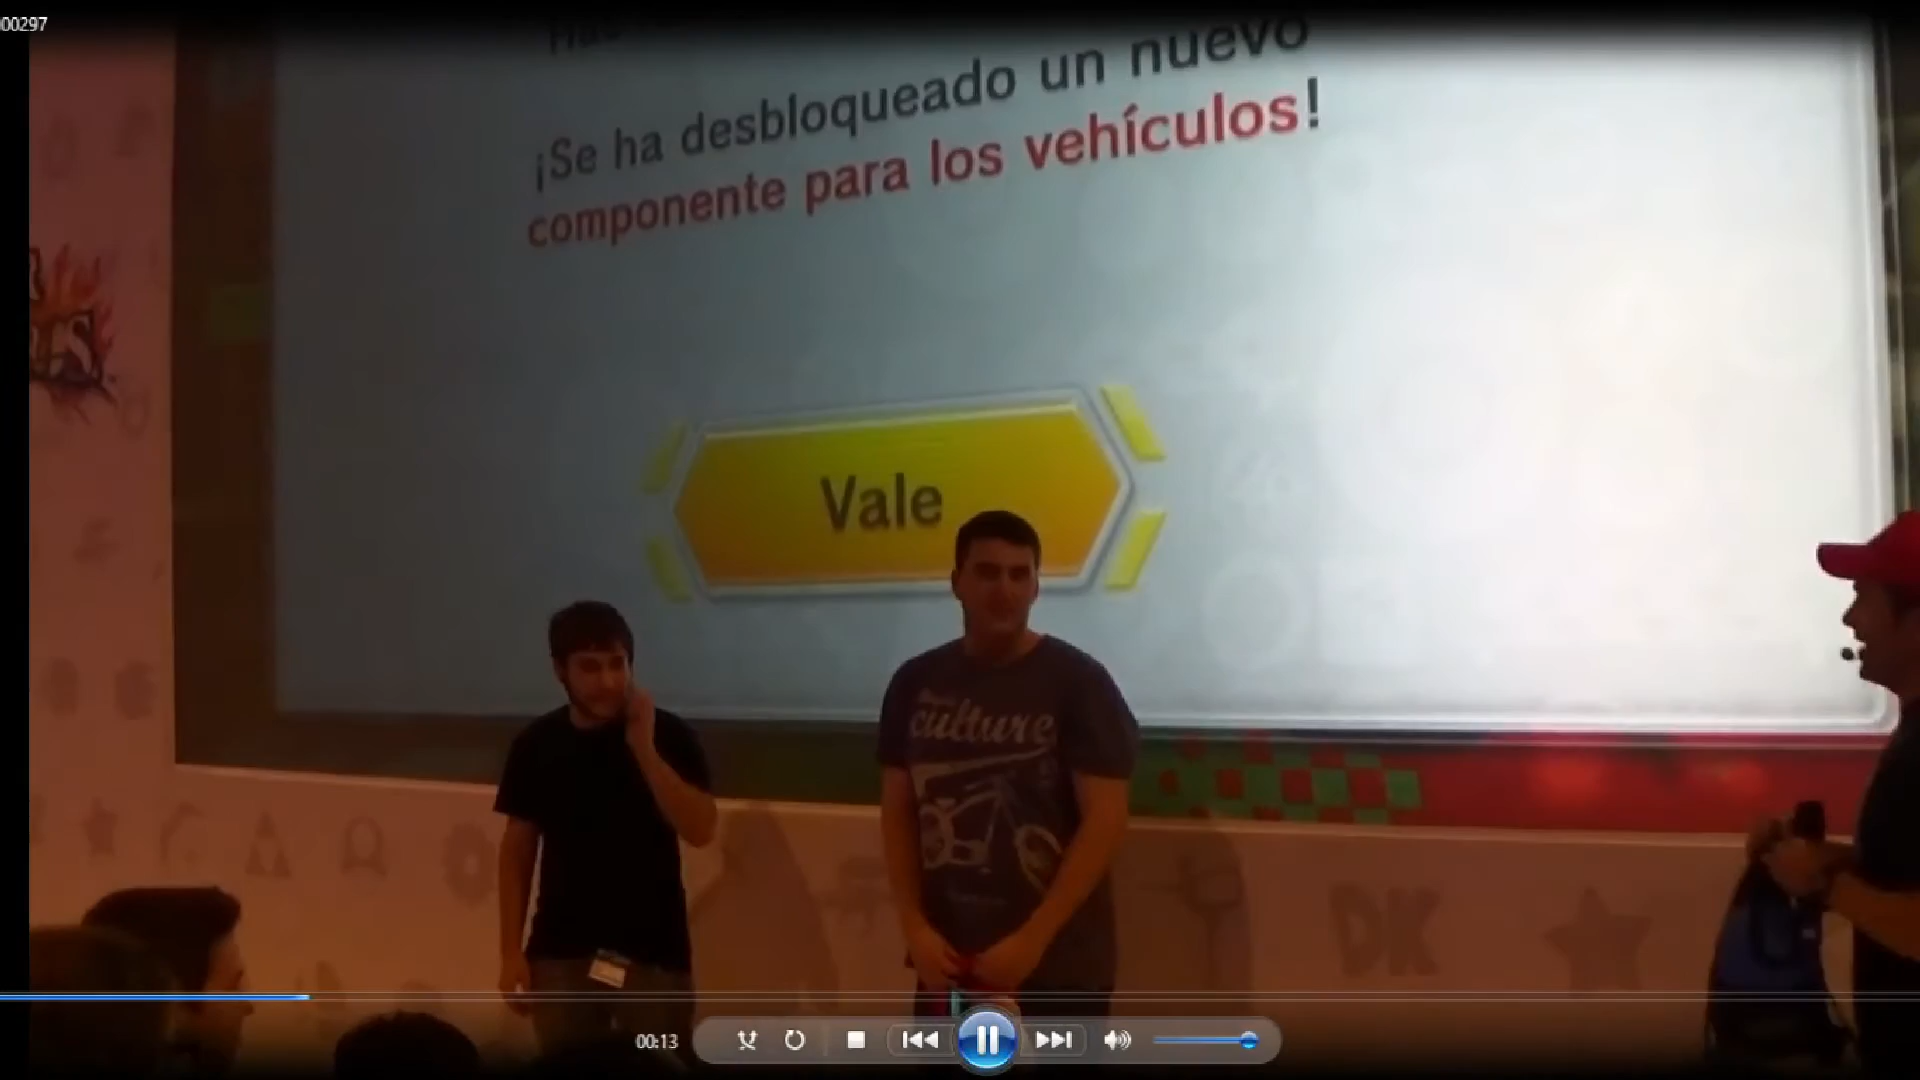 00297
¡Se ha desbloqueado un nuevo
componente para los vehículos!
Vale
culture
DK
00:13